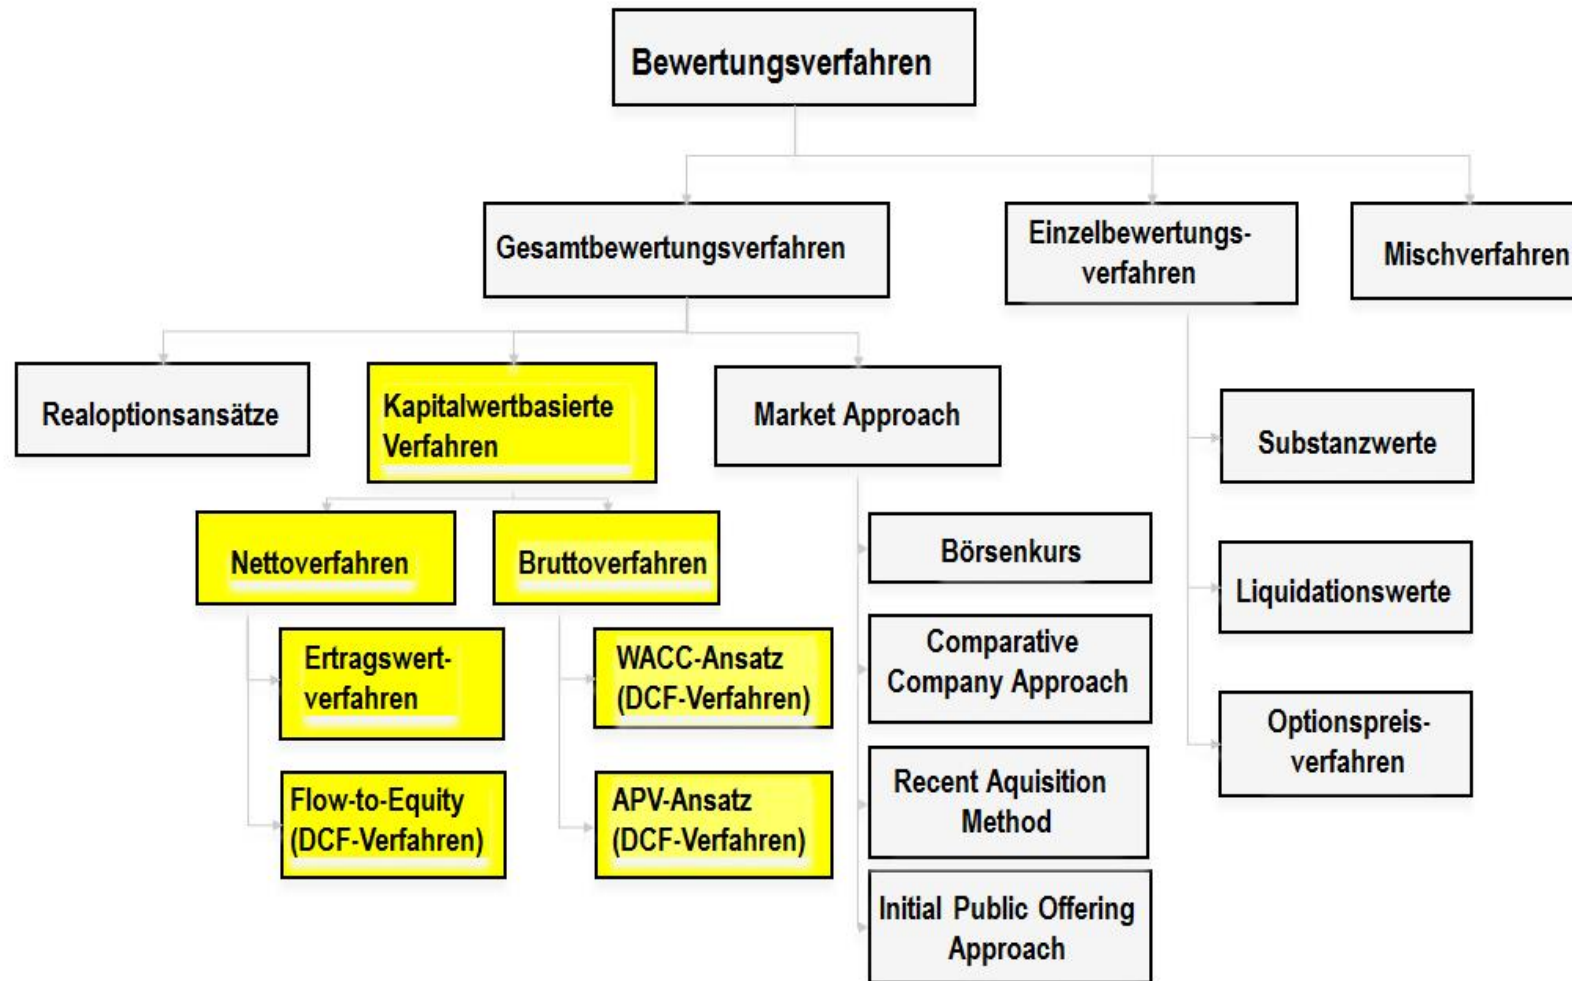 Bewertungsverfahren
Gesamtbewertungsverfahren
Einzelbewertungs-
verfahren
Mischverfahren
Realoptionsansätze
Kapitalwertbasierte
Verfahren
Market Approach
Substanzwerte
Nettoverfahren
Bruttoverfahren
Börsenkurs
Liquidationswerte
Ertragswert-
verfahren
WACC-Ansatz
(DCF-Verfahren)
Comparative
Company Approach
Optionspreis-
verfahren
Flow-to-Equity
(DCF-Verfahren)
APV-Ansatz
(DCF-Verfahren)
Recent Aquisition
Method
Initial Public Offering
Approach